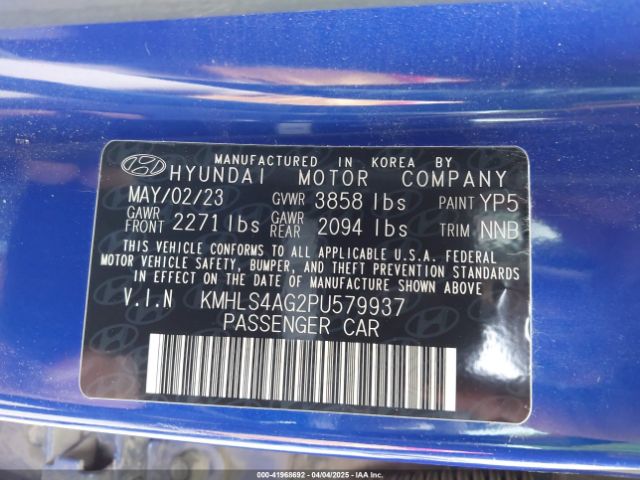 MANUFACTURED IN KOREA BY
HYUNDAI MOTOR COMPANY
MAY/02/23 GVWR 3858 lbs PAINT YP5
GAWR FRONT 2271 lbs GAWR REAR 2094 lbs TRIM NNB
THIS VEHICLE CONFORMS TO ALL APPLICABLE U.S.A. FEDERAL
MOTOR VEHICLE SAFETY, BUMPER, AND THEFT PREVENTION STANDARDS
IN EFFECT ON THE DATE OF MANUFACTURE SHOWN ABOVE.
V.I.N KMHLS4AG2PU579937
PASSENGER CAR
000-41968692 - 04/04/2025 - IAAI.COM